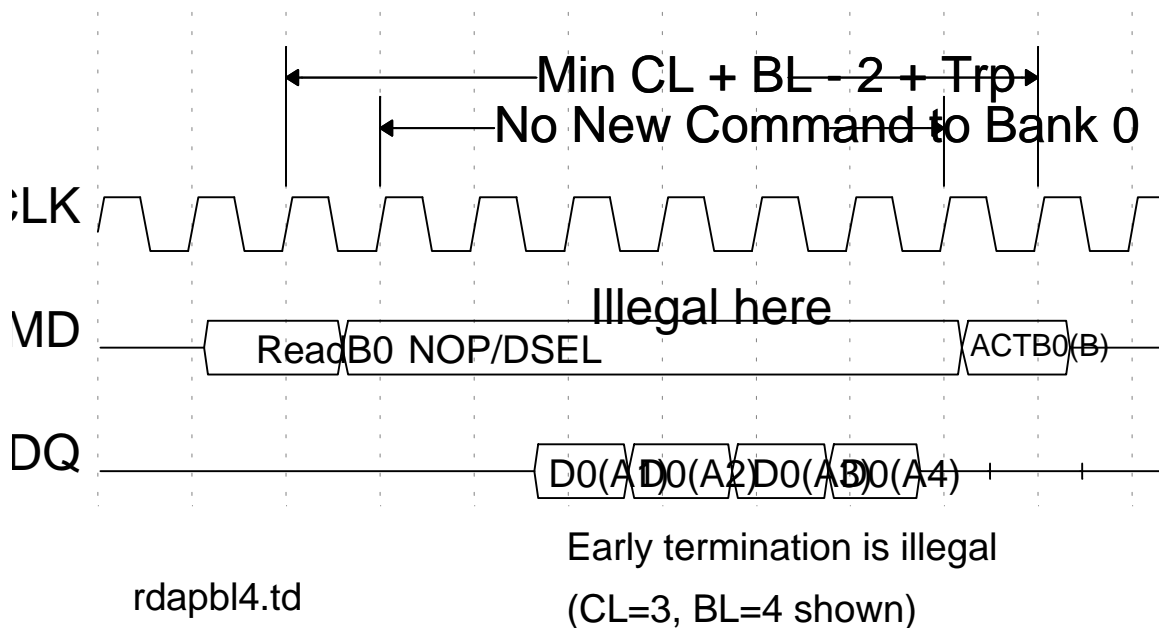 Min CL + BL - 2 + Trp
No New Command to Bank 0
CLK
Illegal here
MD
ReadB0 NOP/DSEL
ACTB0(B)
DQ
D0(A1) D0(A2) D0(A3) D0(A4)
Early termination is illegal
rdapbl4.td
(CL=3, BL=4 shown)